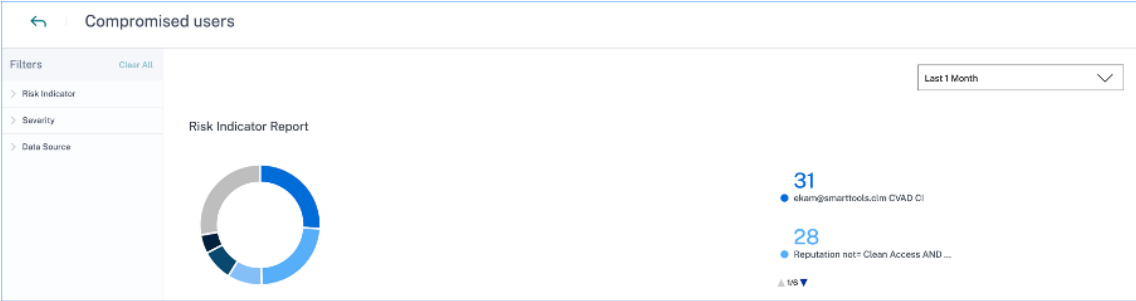 Compromised users
Filters
Clear All
Risk Indicator
Severity
Data Source
Last 1 Month
Risk Indicator Report
31
ekam@smarttools.cim CVAD CI
28
Reputation not= Clean Access AND ...
1/6